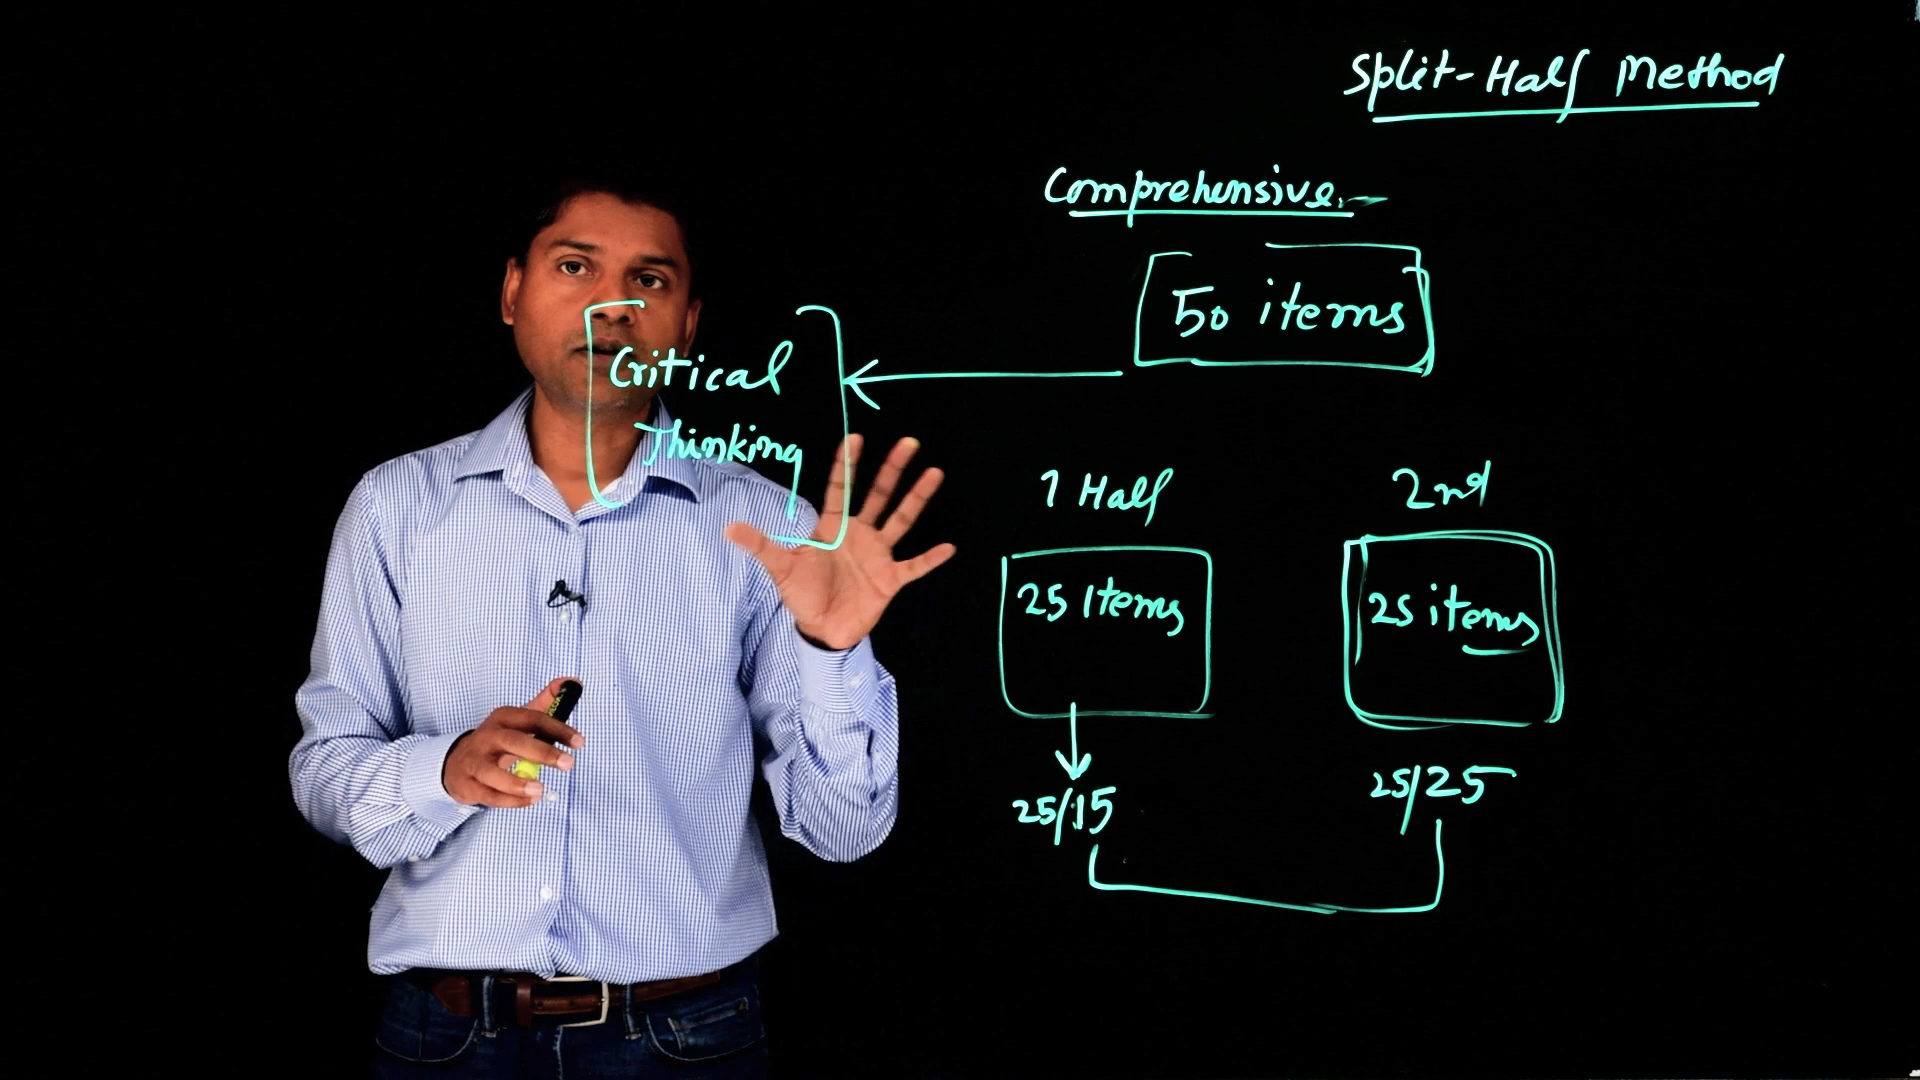 Split-Half Method
Comprehensive
50 items
Critical
Thinking
1 Half
2nd
25 Items
25 items
25/15
25/25